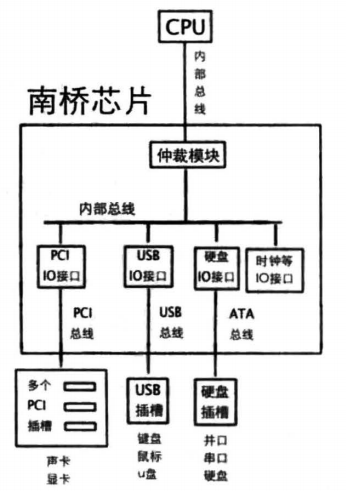 CPU
内
部
总
线
南桥芯片
仲裁模块
内部总线
PCI
IO接口
USB
IO接口
硬盘
IO接口
时钟等
IO接口
PCI
总线
USB
总线
ATA
总线
多个
PCI
插槽
USB
插槽
硬盘
插槽
声卡
显卡
键盘
鼠标
u盘
并口
串口
硬盘